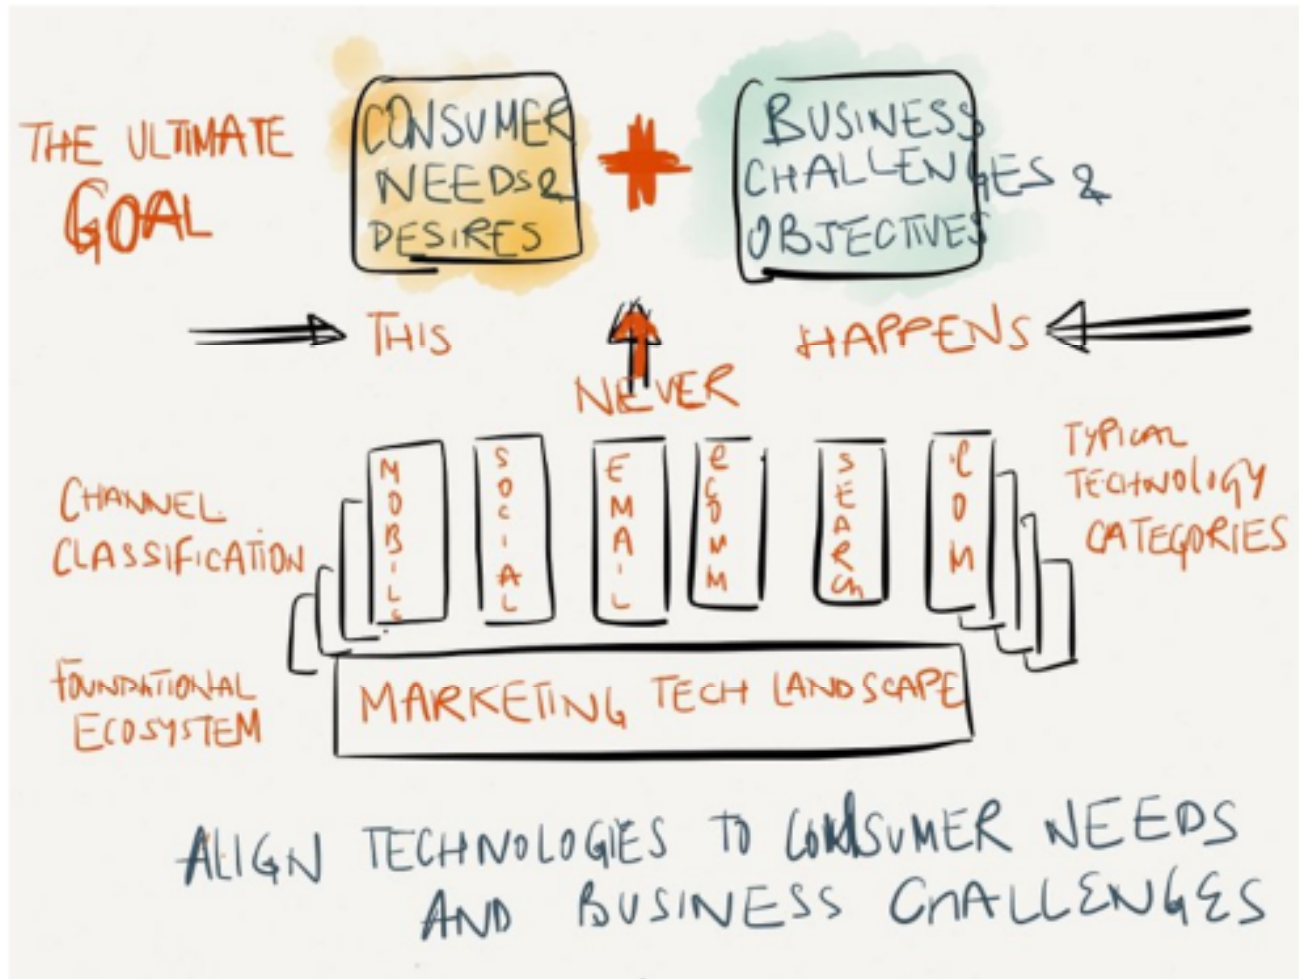 THE ULTIMATE
GOAL
CONSUMER
NEEDS &
DESIRES
+
BUSINESS
CHALLENGES &
OBJECTIVES
THIS
NEVER
HAPPENS
CHANNEL
CLASSIFICATION
MOBILE
SOCIAL
EMAIL
eCOMM
SEARCh
.COM
TYPICAL
TECHNOLOGY
CATEGORIES
FOUNDATIONAL
ECOSYSTEM
MARKETING TECH LANDSCAPE
ALIGN TECHNOLOGIES TO CONSUMER NEEDS
AND BUSINESS CHALLENGES